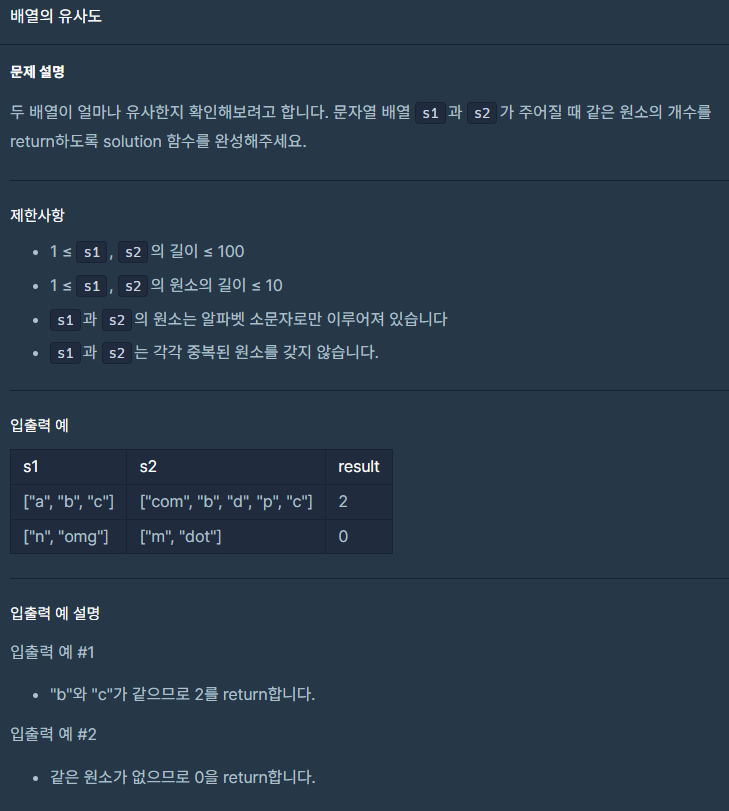 배열의 유사도
문제 설명
두 배열이 얼마나 유사한지 확인해보려고 합니다. 문자열 배열 s1 과 s2 가 주어질 때 같은 원소의 개수를
return하도록 solution 함수를 완성해주세요.
제한사항
• 1 ≤ s1 , s2 의 길이 ≤ 100
• 1 ≤ s1 , s2 의 원소의 길이 ≤ 10
• s1 과 s2 의 원소는 알파벳 소문자로만 이루어져 있습니다
• s1 과 s2 는 각각 중복된 원소를 갖지 않습니다.
입출력 예
s1 s2 result
["a", "b", "c"] ["com", "b", "d", "p", "c"] 2
["n", "omg"] ["m", "dot"] 0
입출력 예 설명
입출력 예 #1
• "b"와 "c"가 같으므로 2를 return합니다.
입출력 예 #2
• 같은 원소가 없으므로 0을 return합니다.